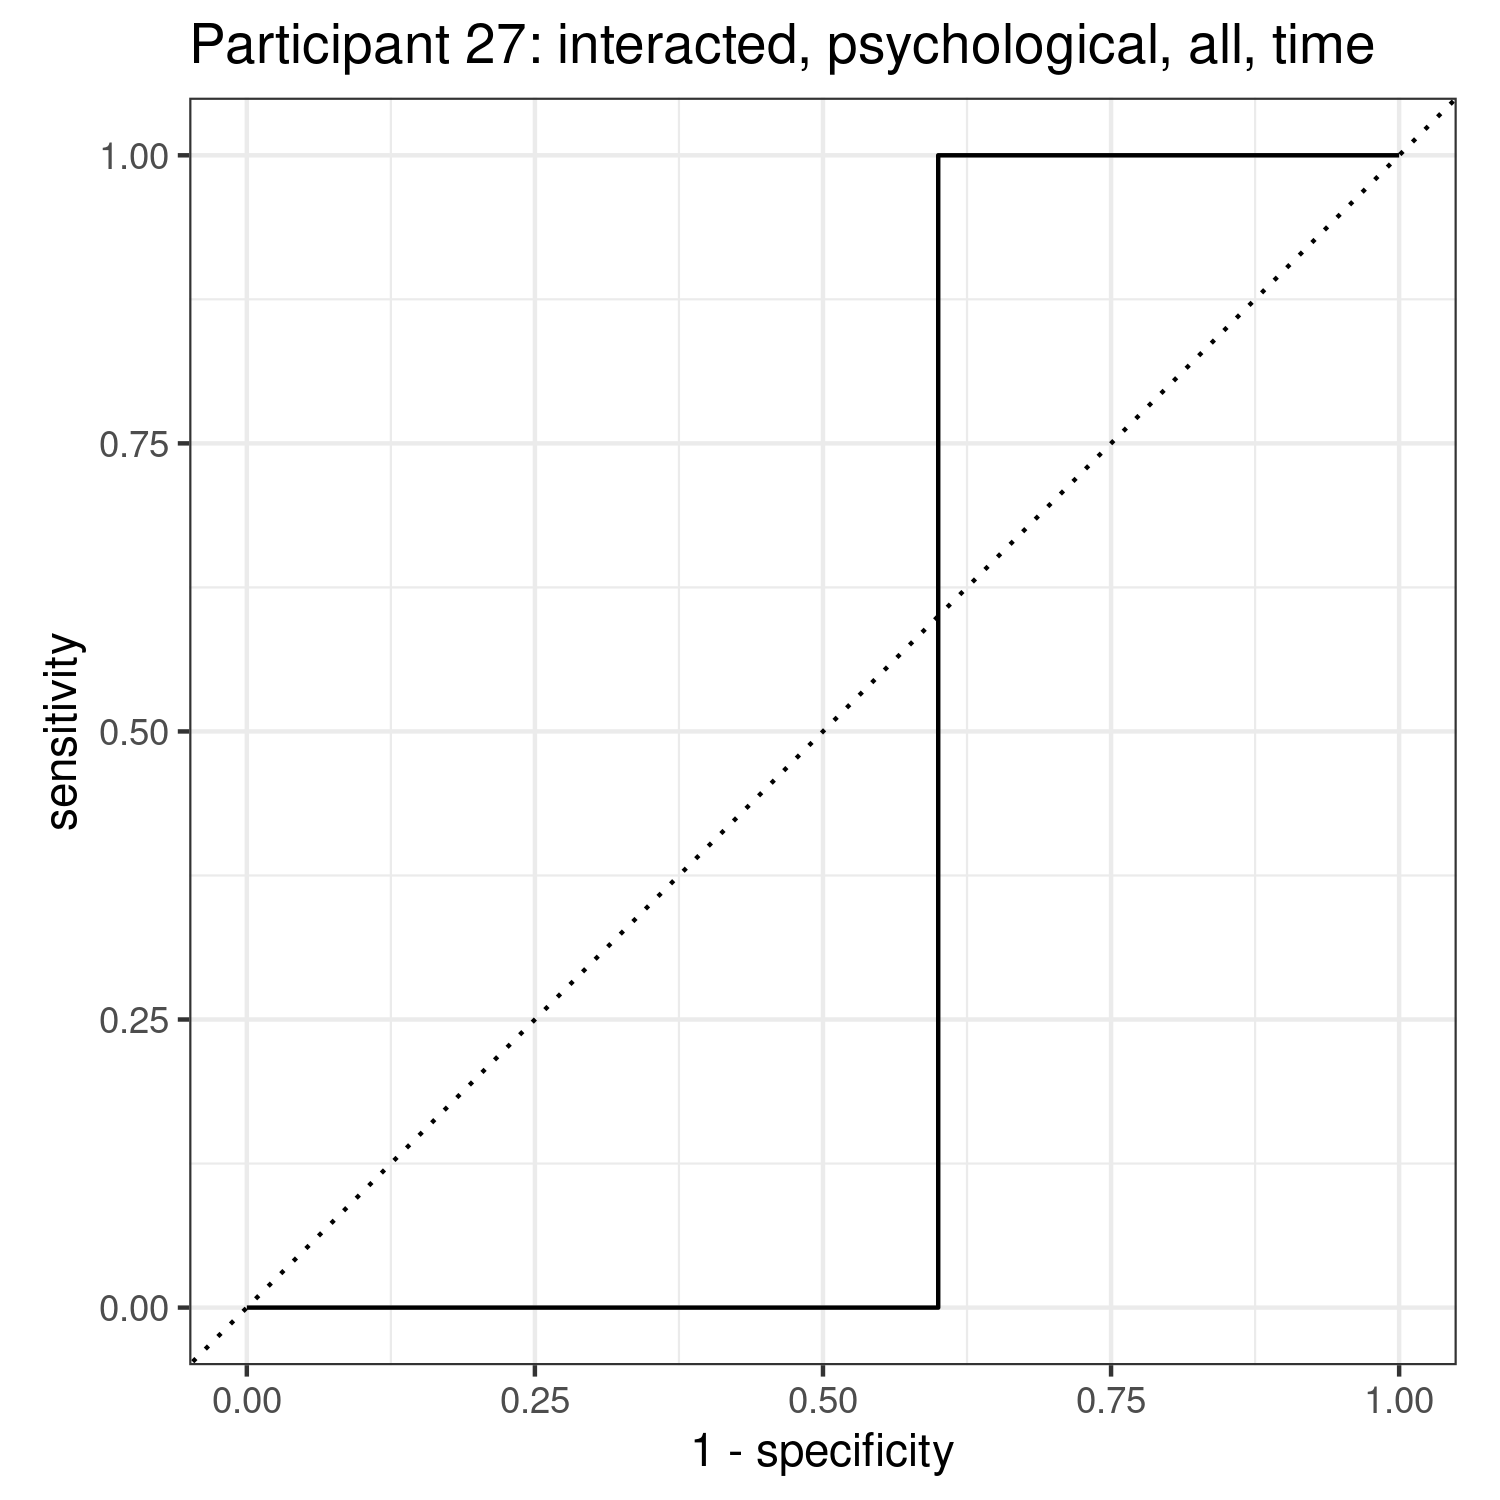 Participant 27: interacted, psychological, all, time
1.00
0.75
0.50
0.25
0.00
sensitivity
0.00 0.25 0.50 0.75 1.00
1 - specificity